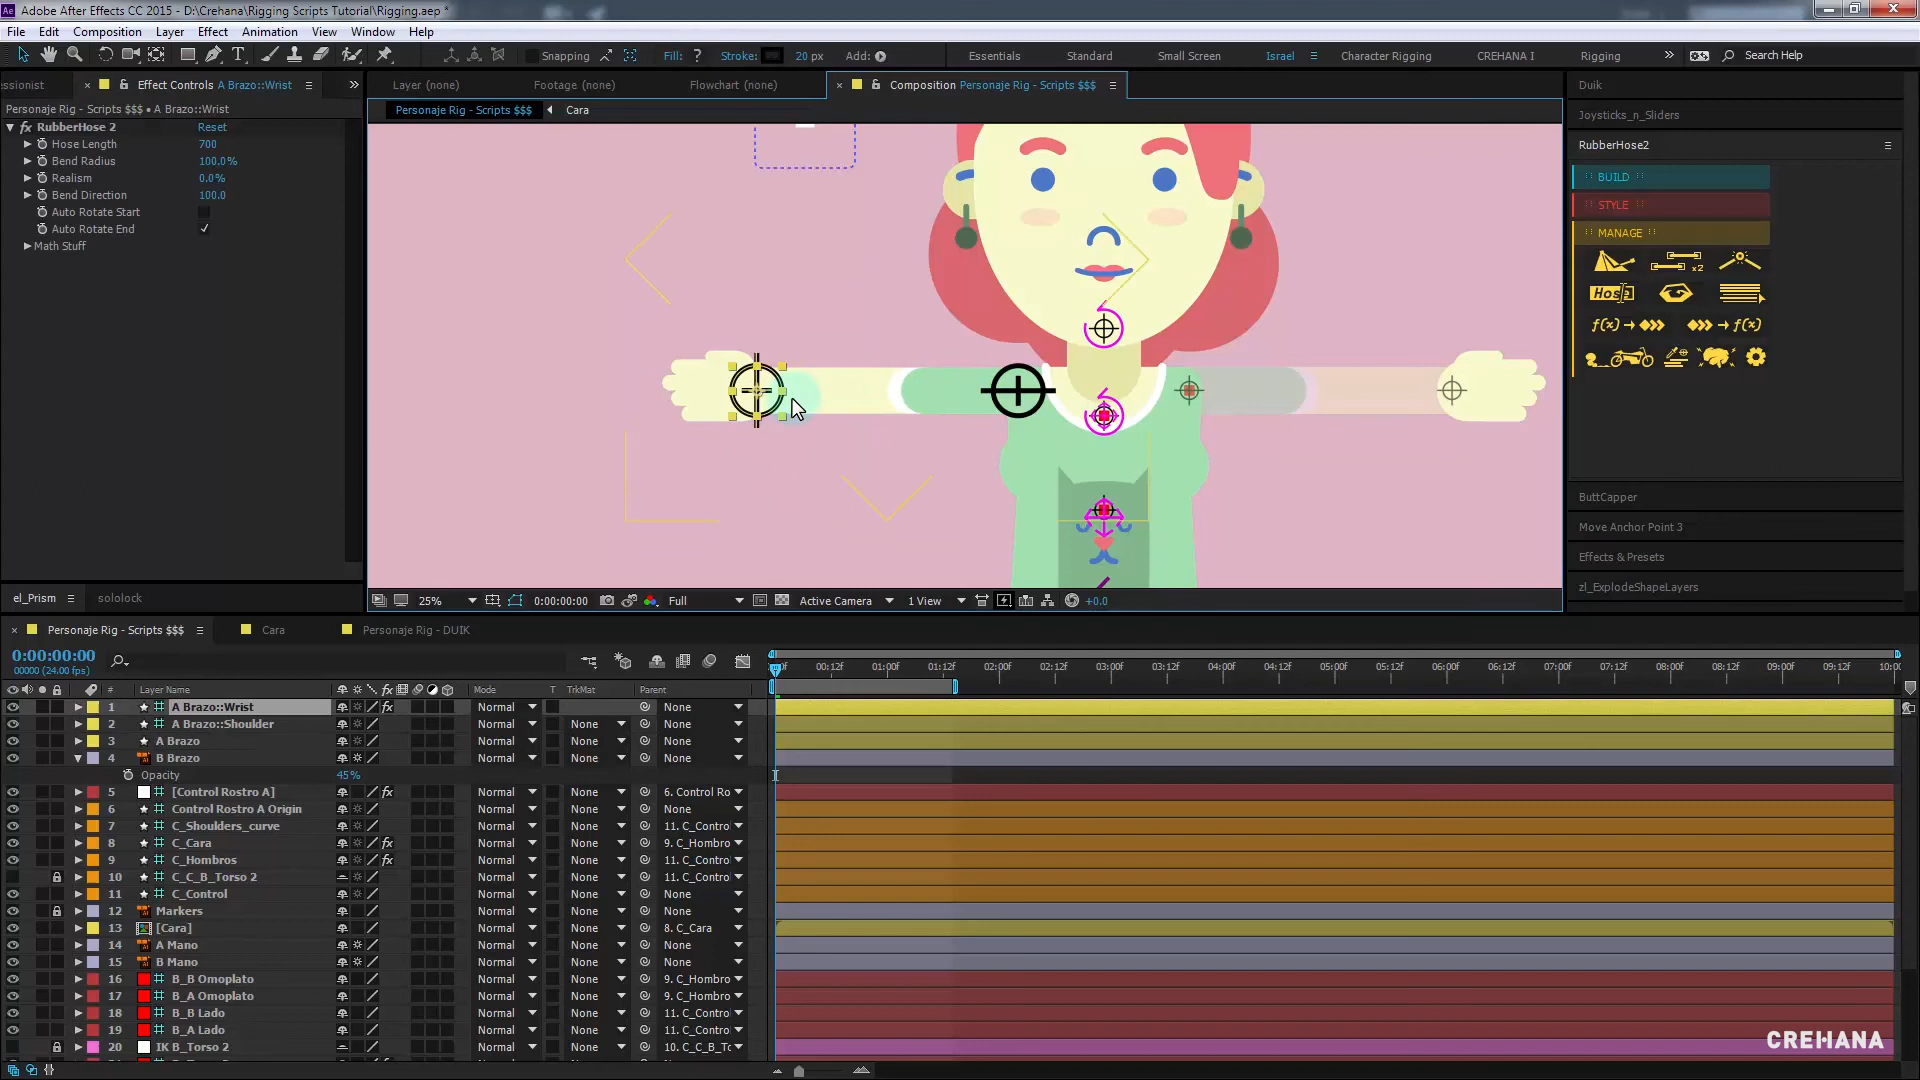 Adobe After Effects CC 2015 - D:\Crehana\Rigging Scripts Tutorial\Rigging.aep *
File Edit Composition Layer Effect Animation View Window Help
Snapping Fill: ? Stroke: 20 px Add: Essentials Standard Small Screen Israel Character Rigging CREHANA I Rigging Search Help
essionist Effect Controls A Brazo::Wrist
Layer (none) Footage (none) Flowchart (none) Composition Personaje Rig - Scripts $$$
Personaje Rig - Scripts $$$ • A Brazo::Wrist
Personaje Rig - Scripts $$$ Cara
fx RubberHose 2 Reset
Hose Length 700
Bend Radius 100.0%
Realism 0.0%
Bend Direction 100.0
Auto Rotate Start
Auto Rotate End
Math Stuff
Duik
Joysticks_n_Sliders
RubberHose2
BUILD
STYLE
MANAGE
x2
Hose
f(x)
f(x)
ButtCapper
Move Anchor Point 3
Effects & Presets
zl_ExplodeShapeLayers
el_Prism sololock
25% 0:00:00:00 Full Active Camera 1 View +0.0
Personaje Rig - Scripts $$$ Cara Personaje Rig - DUIK
0:00:00:00
00000 (24.00 fps)
00:12f 01:00f 01:12f 02:00f 02:12f 03:00f 03:12f 04:00f 04:12f 05:00f 05:12f 06:00f 06:12f 07:00f 07:12f 08:00f 08:12f 09:00f 09:12f 10:00
# Layer Name fx Mode T TrkMat Parent
1 A Brazo::Wrist fx Normal None
2 A Brazo::Shoulder Normal None None
3 A Brazo Normal None None
4 B Brazo Normal None None
Opacity 45%
5 [Control Rostro A] fx Normal None 6. Control Ro
6 Control Rostro A Origin Normal None None
7 C_Shoulders_curve Normal None 11. C_Control
8 C_Cara fx Normal None 9. C_Hombro
9 C_Hombros fx Normal None 11. C_Control
10 C_C_B_Torso 2 Normal None 11. C_Control
11 C_Control Normal None None
12 Markers Normal None None
13 [Cara] Normal None 8. C_Cara
14 A Mano Normal None None
15 B Mano Normal None None
16 B_B Omoplato Normal None 9. C_Hombro
17 B_A Omoplato Normal None 9. C_Hombro
18 B_B Lado Normal None 11. C_Control
19 B_A Lado Normal None 11. C_Control
20 IK B_Torso 2 Normal None 10. C_C_B_Tc
CREHANA